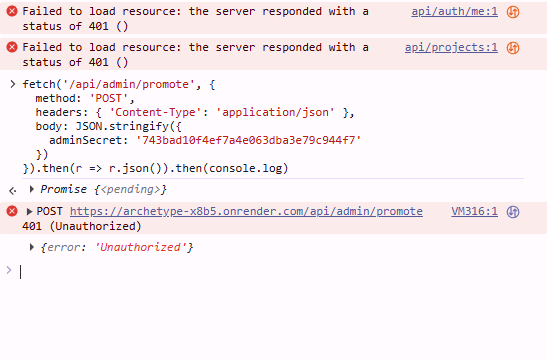 Failed to load resource: the server responded with a api/auth/me:1
status of 401 ()
Failed to load resource: the server responded with a api/projects:1
status of 401 ()
> fetch('/api/admin/promote', {
method: 'POST',
headers: { 'Content-Type': 'application/json' },
body: JSON.stringify({
adminSecret: '743bad10f4ef7a4e063dba3e79c944f7'
})
}).then(r => r.json()).then(console.log)
Promise {<pending>}
POST https://archetype-x8b5.onrender.com/api/admin/promote VM316:1
401 (Unauthorized)
{error: 'Unauthorized'}
>